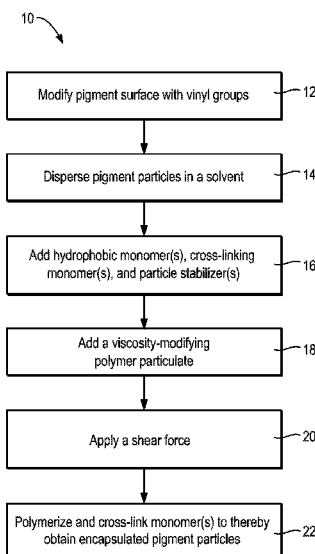 10
Modify pigment surface with vinyl groups
12
Disperse pigment particles in a solvent
14
Add hydrophobic monomer(s), cross-linking
monomer(s), and particle stabilizer(s)
16
Add a viscosity-modifying
polymer particulate
18
Apply a shear force
20
Polymerize and cross-link monomer(s) to thereby
obtain encapsulated pigment particles
22